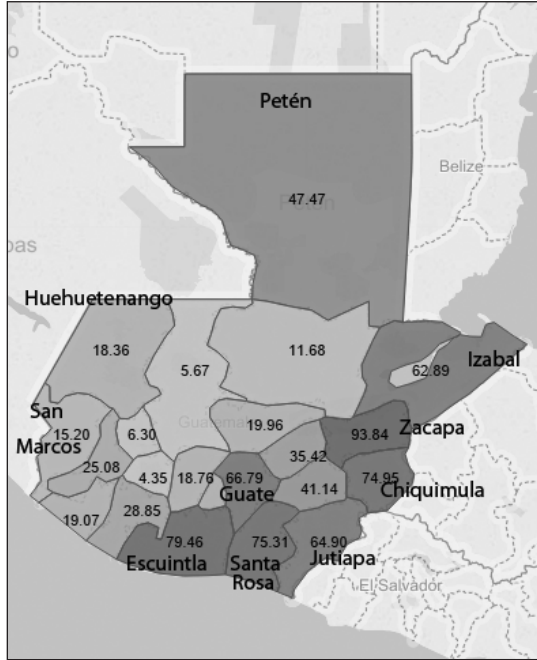 Petén
Belize
47.47
oas
Huehuetenango
18.36
5.67
11.68
62.89
Izabal
San
Marcos
15.20
6.30
Guatemala
19.96
93.84
Zacapa
25.08
35.42
4.35
18.76
66.79
74.95
Guate
41.14
Chiquimula
19.07
28.85
79.46
75.31
64.90
Escuintla
Santa
Rosa
Jutiapa
El Salvador